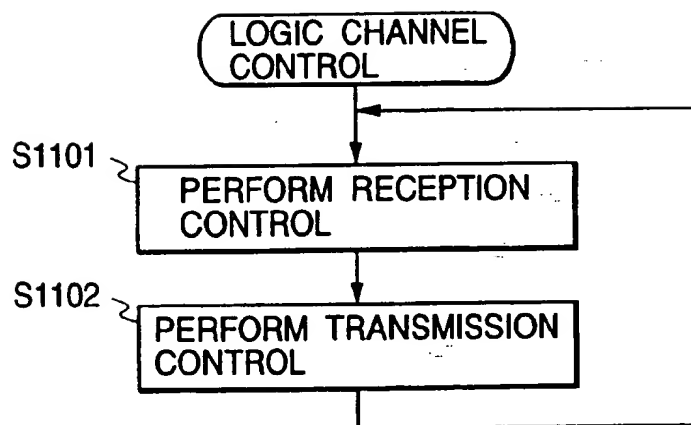 LOGIC CHANNEL
CONTROL
S1101
PERFORM RECEPTION
CONTROL
S1102
PERFORM TRANSMISSION
CONTROL